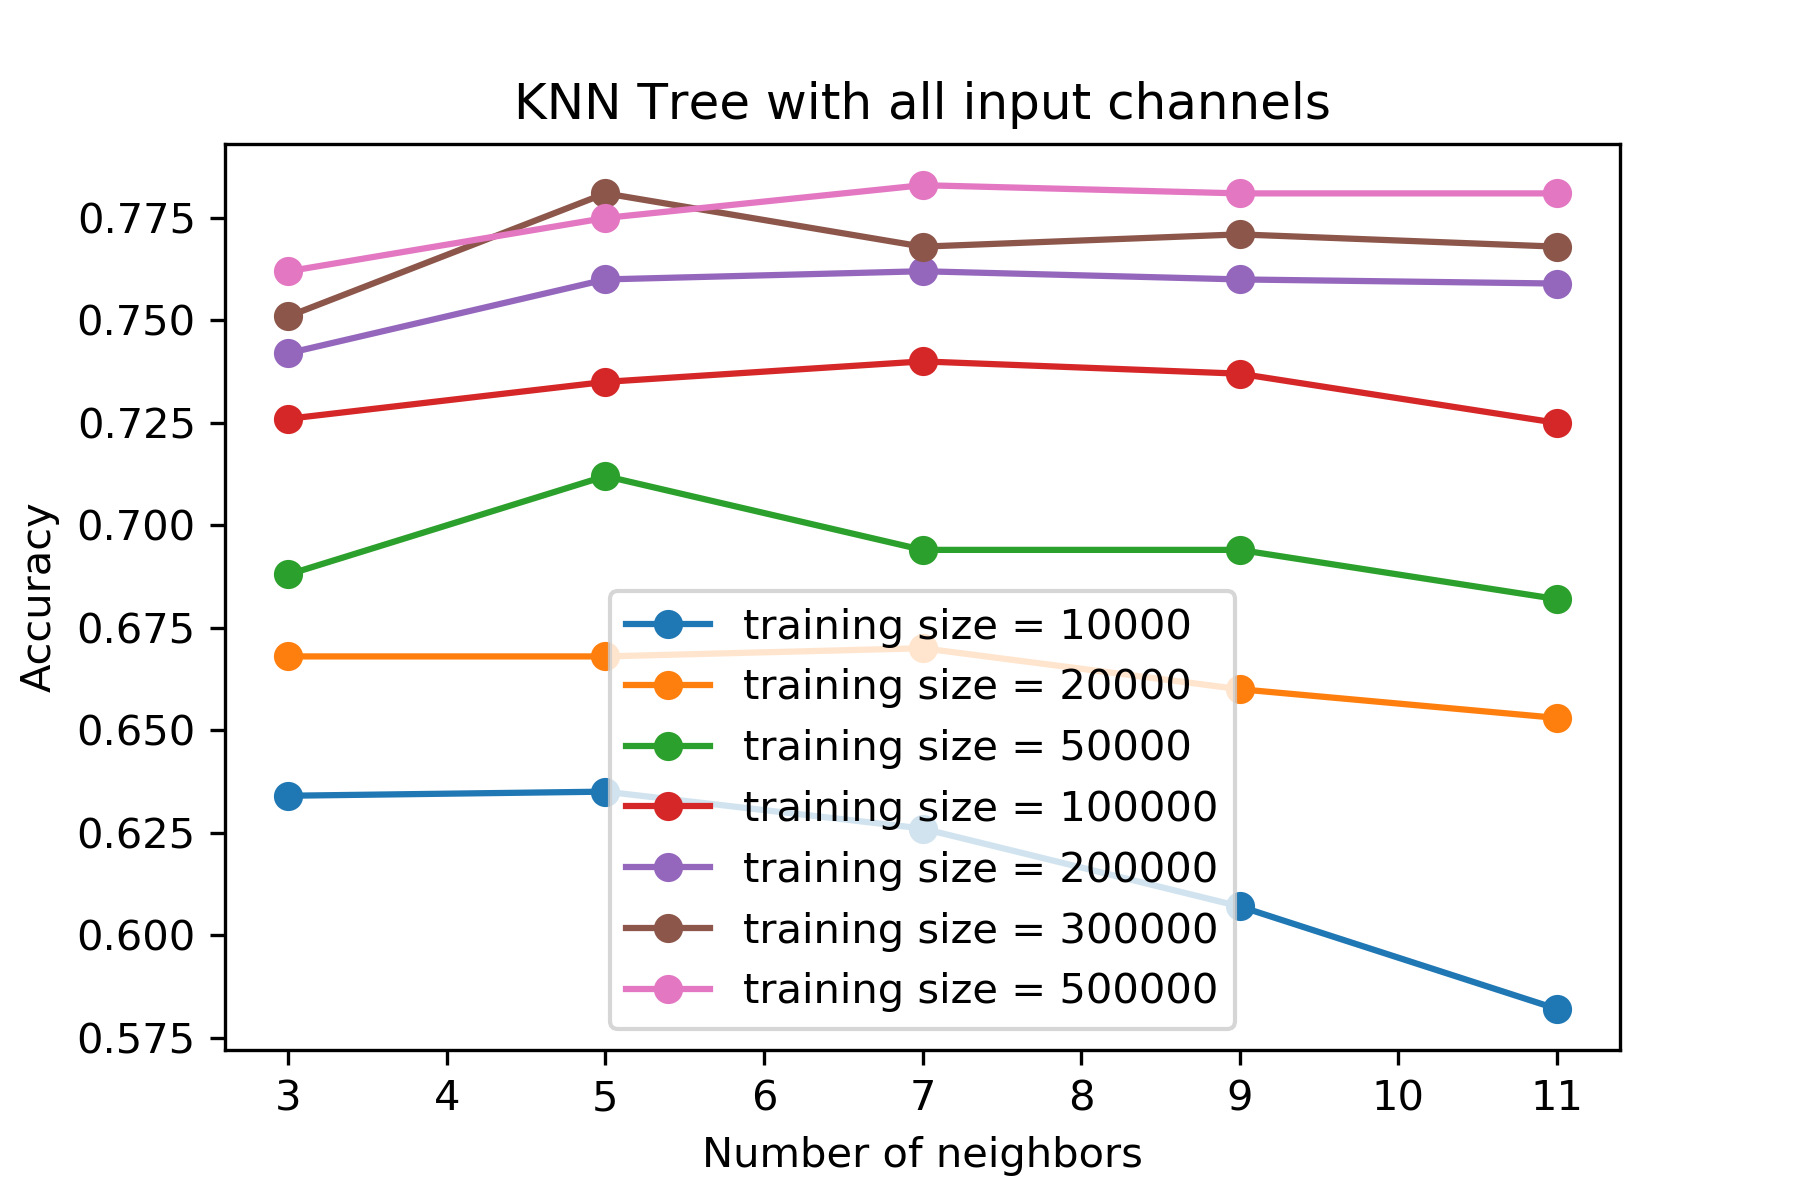 KNN Tree with all input channels
Accuracy
0.775
0.750
0.725
0.700
0.675
0.650
0.625
0.600
0.575
training size = 10000
training size = 20000
training size = 50000
training size = 100000
training size = 200000
training size = 300000
training size = 500000
3 4 5 6 7 8 9 10 11
Number of neighbors